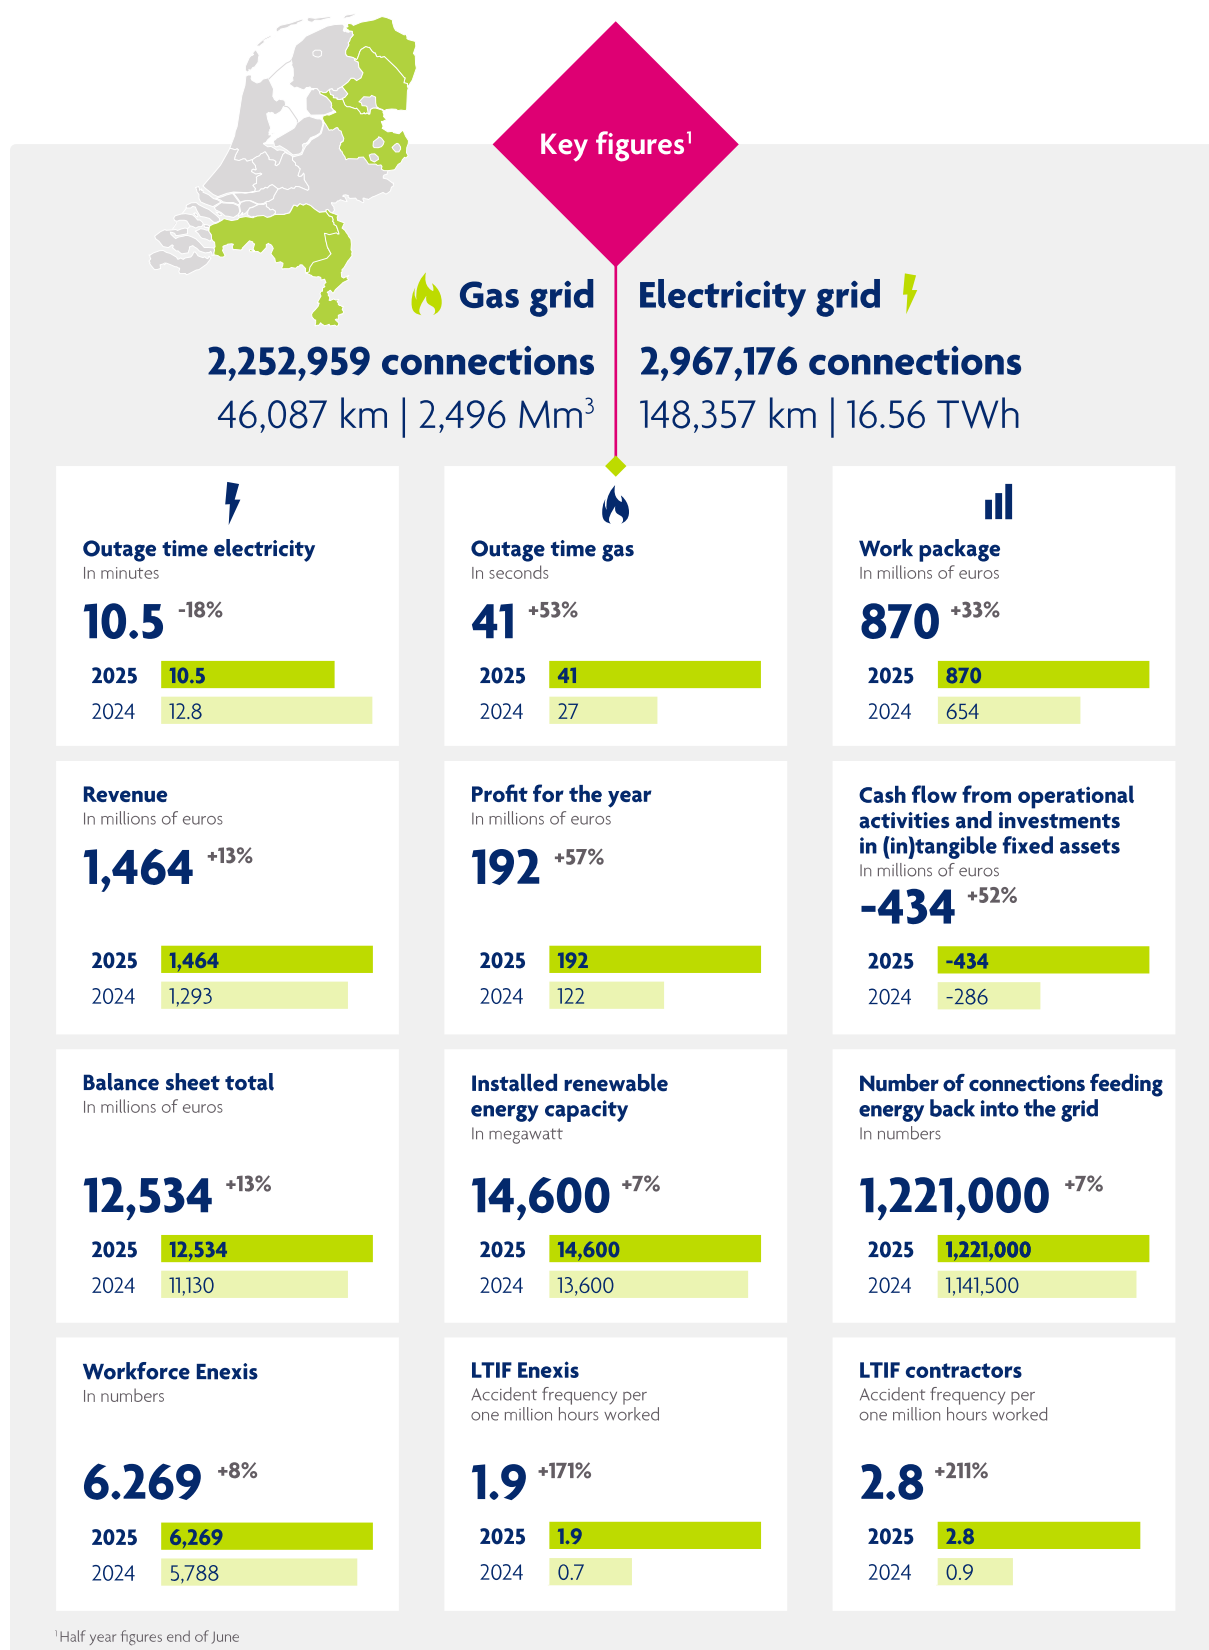 Key figures¹
Gas grid
2,252,959 connections
46,087 km | 2,496 Mm³
Electricity grid
2,967,176 connections
148,357 km | 16.56 TWh
Outage time electricity
In minutes
10.5 -18%
2025 10.5
2024 12.8
Outage time gas
In seconds
41 +53%
2025 41
2024 27
Work package
In millions of euros
870 +33%
2025 870
2024 654
Revenue
In millions of euros
1,464 +13%
2025 1,464
2024 1,293
Profit for the year
In millions of euros
192 +57%
2025 192
2024 122
Cash flow from operational
activities and investments
in (in)tangible fixed assets
In millions of euros
-434 +52%
2025 -434
2024 -286
Balance sheet total
In millions of euros
12,534 +13%
2025 12,534
2024 11,130
Installed renewable
energy capacity
In megawatt
14,600 +7%
2025 14,600
2024 13,600
Number of connections feeding
energy back into the grid
In numbers
1,221,000 +7%
2025 1,221,000
2024 1,141,500
Workforce Enexis
In numbers
6.269 +8%
2025 6,269
2024 5,788
LTIF Enexis
Accident frequency per
one million hours worked
1.9 +171%
2025 1.9
2024 0.7
LTIF contractors
Accident frequency per
one million hours worked
2.8 +211%
2025 2.8
2024 0.9
¹Half year figures end of June